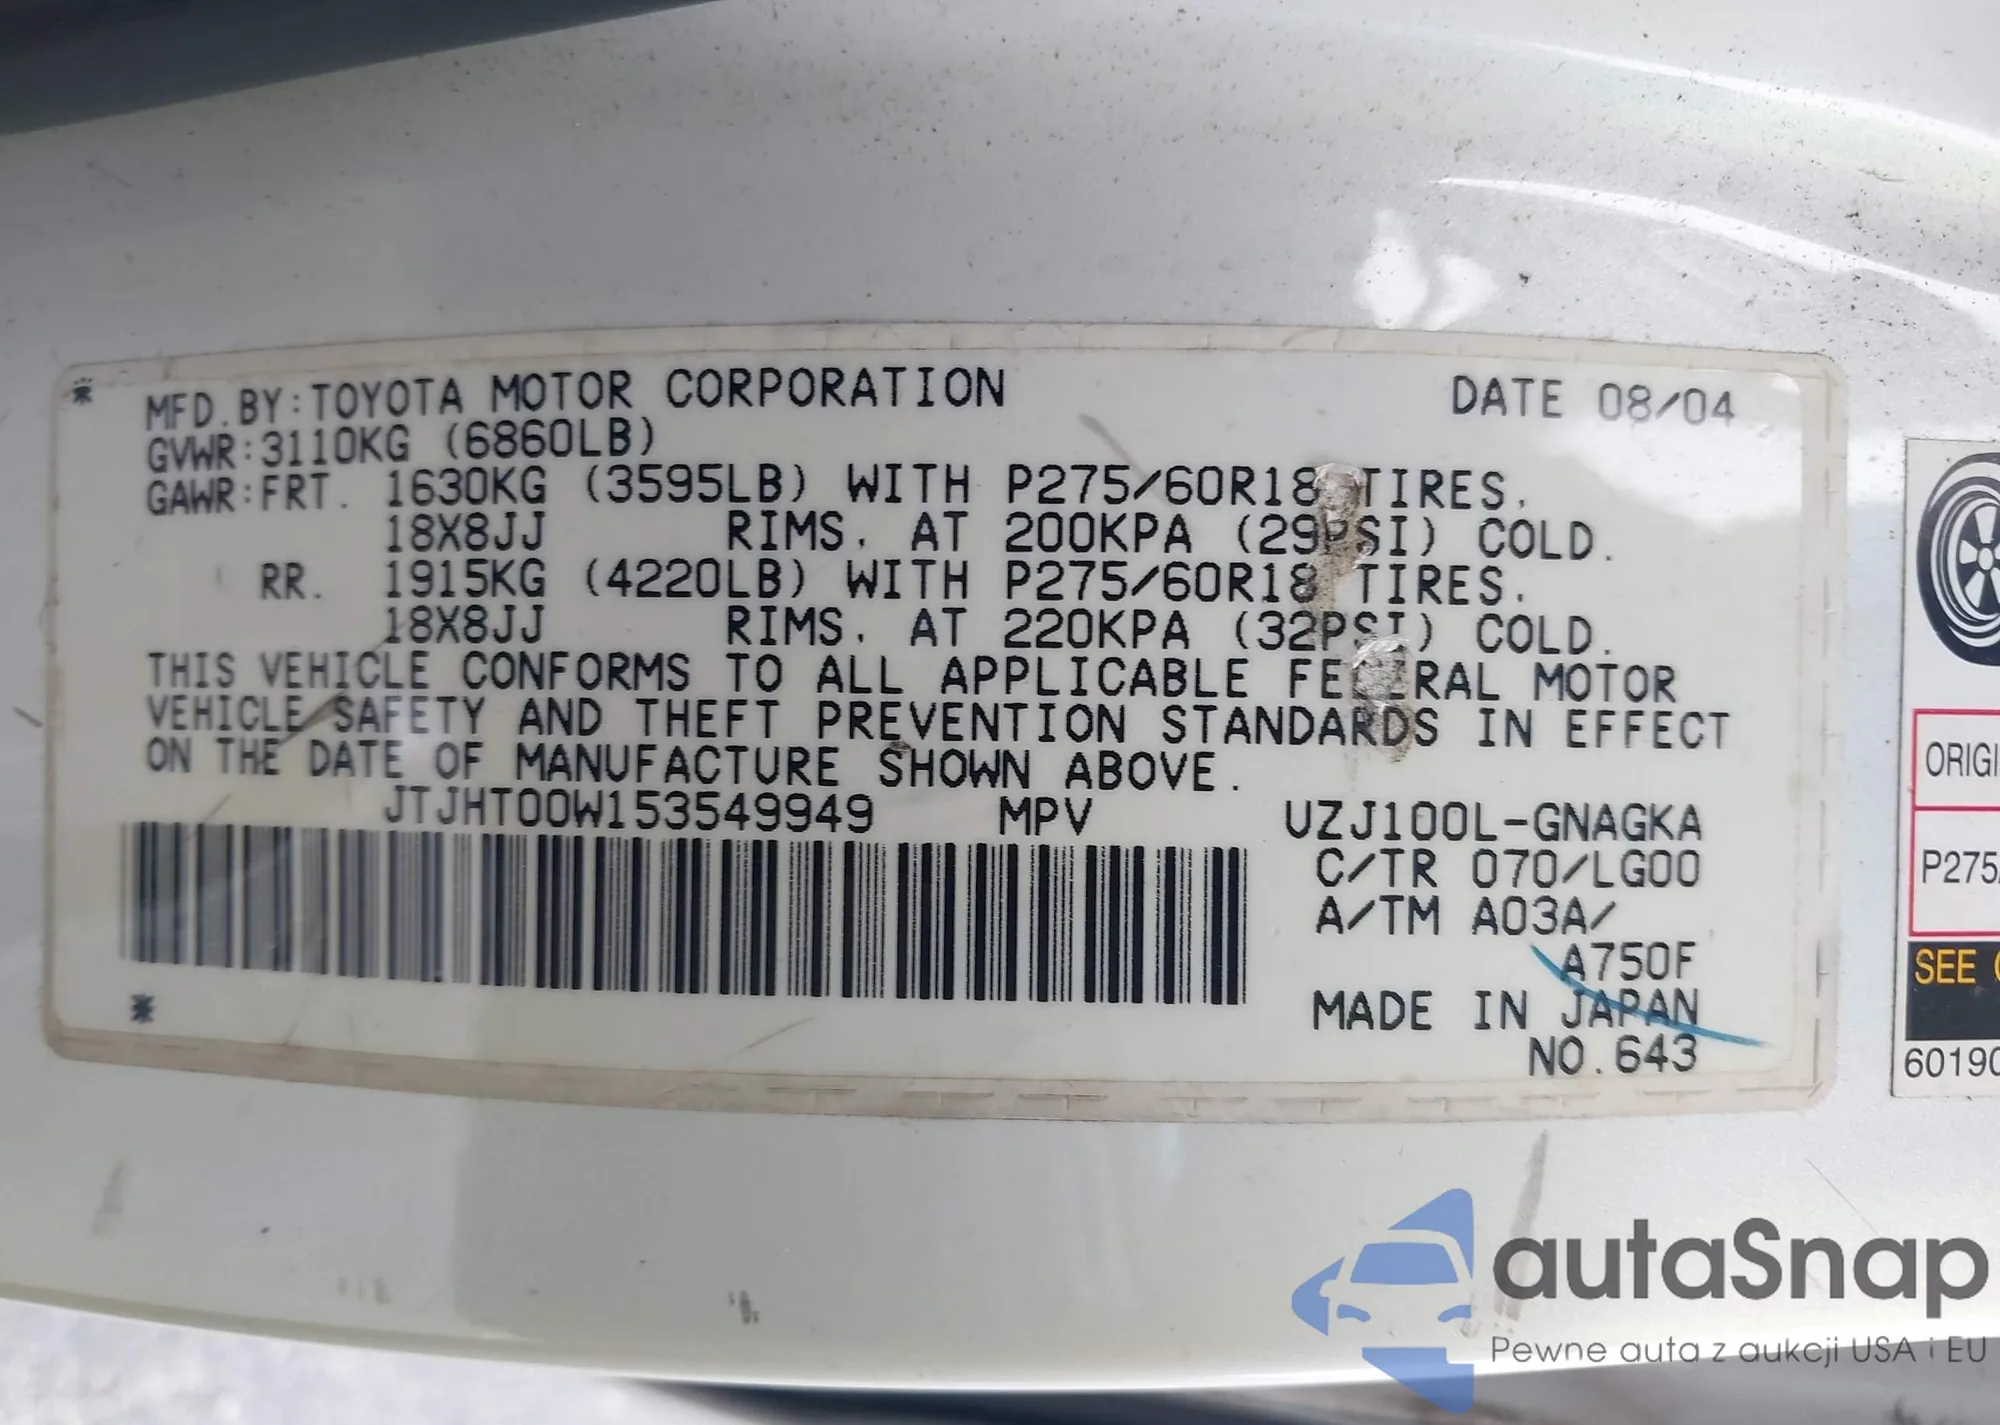 MFD.BY:TOYOTA MOTOR CORPORATION DATE 08/04
GVWR:3110KG (6860LB)
GAWR:FRT. 1630KG (3595LB) WITH P275/60R18 TIRES,
18X8JJ RIMS, AT 200KPA (29PSI) COLD.
RR. 1915KG (4220LB) WITH P275/60R18 TIRES,
18X8JJ RIMS, AT 220KPA (32PSI) COLD.
THIS VEHICLE CONFORMS TO ALL APPLICABLE FEDERAL MOTOR
VEHICLE SAFETY AND THEFT PREVENTION STANDARDS IN EFFECT
ON THE DATE OF MANUFACTURE SHOWN ABOVE.
JTJHT00W153549949 MPV UZJ100L-GNAGKA
C/TR 070/LG00
A/TM A03A/
A750F
MADE IN JAPAN
NO.643
ORIGI
P275/
SEE
60190
autaSnap
Pewne auta z aukcji USA i EU